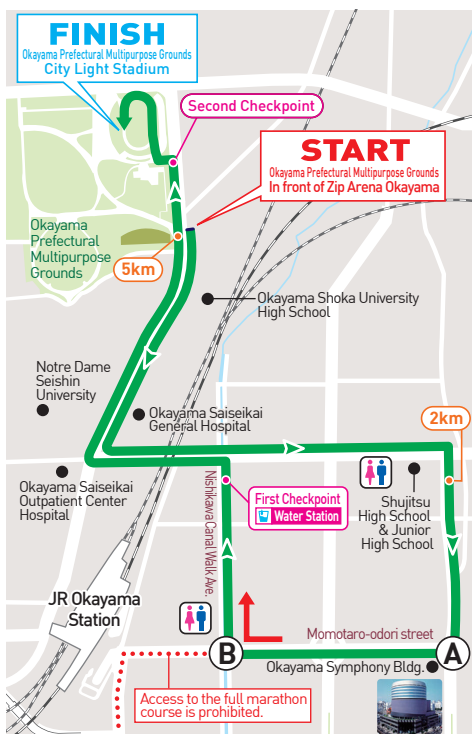 FINISH
Okayama Prefectural Multipurpose Grounds
City Light Stadium
Second Checkpoint
START
Okayama Prefectural Multipurpose Grounds
In front of Zip Arena Okayama
Okayama
Prefectural
Multipurpose
Grounds
5km
Okayama Shoka University
High School
Notre Dame
Seishin
University
Okayama Saiseikai
General Hospital
2km
Okayama Saiseikai
Outpatient Center
Hospital
Nishikawa Canal Walk Ave.
First Checkpoint
Water Station
Shujitsu
High School
& Junior
High School
JR Okayama
Station
Momotaro-odori street
B
A
Okayama Symphony Bldg.
Access to the full marathon
course is prohibited.